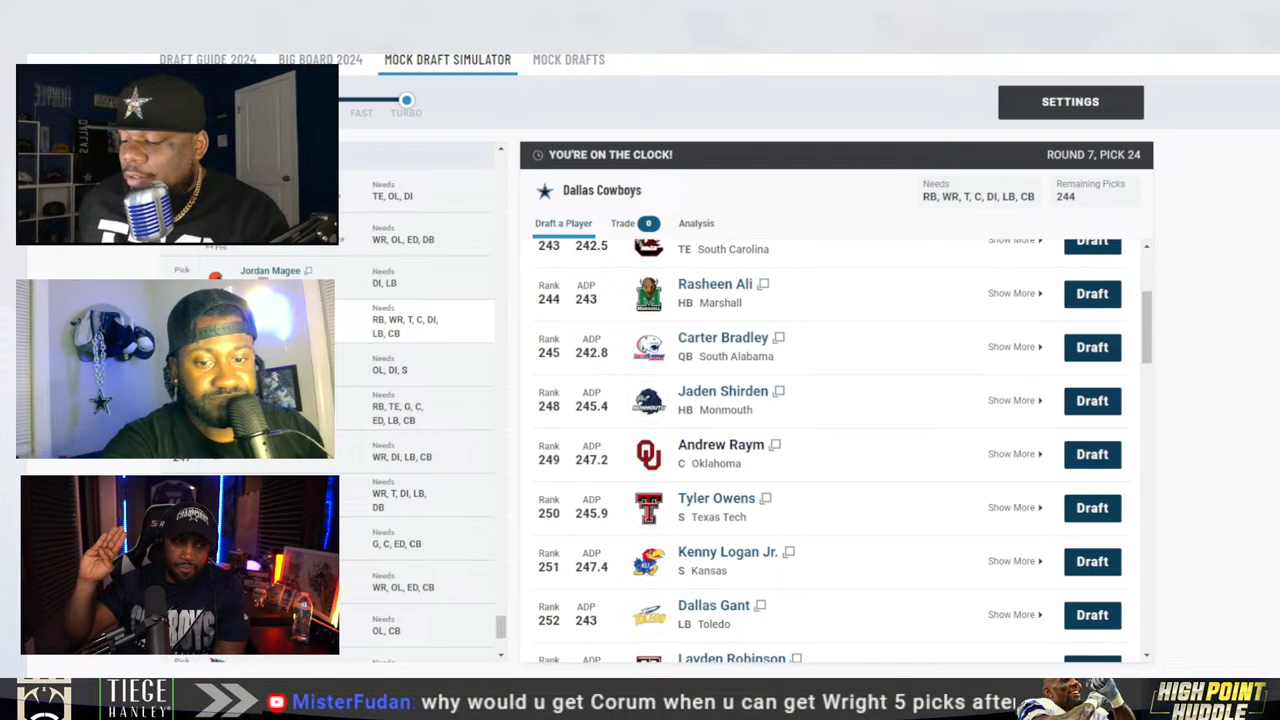 DRAFT GUIDE 2024 BIG BOARD 2024 MOCK DRAFT SIMULATOR MOCK DRAFTS
FAST TURBO
SETTINGS
Needs
TE, OL, DI
Needs
WR, OL, ED, DB
PHI
Pick Jordan Magee Needs
DI, LB
Needs
RB, WR, T, C, DI,
LB, CB
Needs
OL, DI, S
Needs
RB, TE, G, C,
ED, LB, CB
Needs
WR, DI, LB, CB
247
Needs
WR, T, DI, LB,
DB
Needs
G, C, ED, CB
Needs
WR, OL, ED, CB
Needs
OL, CB
Pick
YOU'RE ON THE CLOCK! ROUND 7, PICK 24
Dallas Cowboys
Needs
RB, WR, T, C, DI, LB, CB
Remaining Picks
244
Draft a Player Trade 0 Analysis
243 242.5 TE South Carolina Show More Draft
Rank ADP Rasheen Ali
244 243 HB Marshall Show More Draft
Rank ADP Carter Bradley
245 242.8 QB South Alabama Show More Draft
Rank ADP Jaden Shirden
248 245.4 HB Monmouth Show More Draft
Rank ADP Andrew Raym
249 247.2 C Oklahoma Show More Draft
Rank ADP Tyler Owens
250 245.9 S Texas Tech Show More Draft
Rank ADP Kenny Logan Jr.
251 247.4 S Kansas Show More Draft
Rank ADP Dallas Gant
252 243 LB Toledo Show More Draft
Rank ADP Layden Robinson
TIEGE
HANLEY
MisterFudan: why would u get Corum when u can get Wright 5 picks after
HIGH POINT
HUDDLE